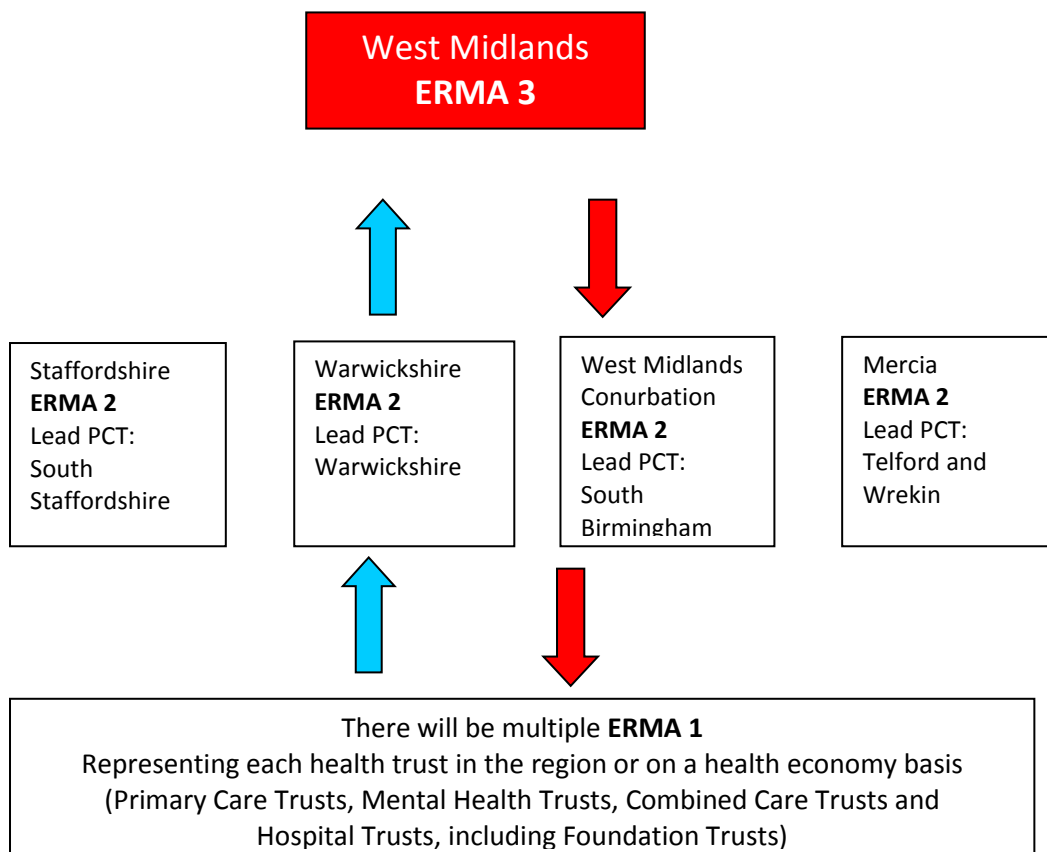 West Midlands
ERMA 3
Staffordshire
ERMA 2
Lead PCT:
South
Staffordshire
Warwickshire
ERMA 2
Lead PCT:
Warwickshire
West Midlands
Conurbation
ERMA 2
Lead PCT:
South
Birmingham
Mercia
ERMA 2
Lead PCT:
Telford and
Wrekin
There will be multiple ERMA 1
Representing each health trust in the region or on a health economy basis
(Primary Care Trusts, Mental Health Trusts, Combined Care Trusts and
Hospital Trusts, including Foundation Trusts)